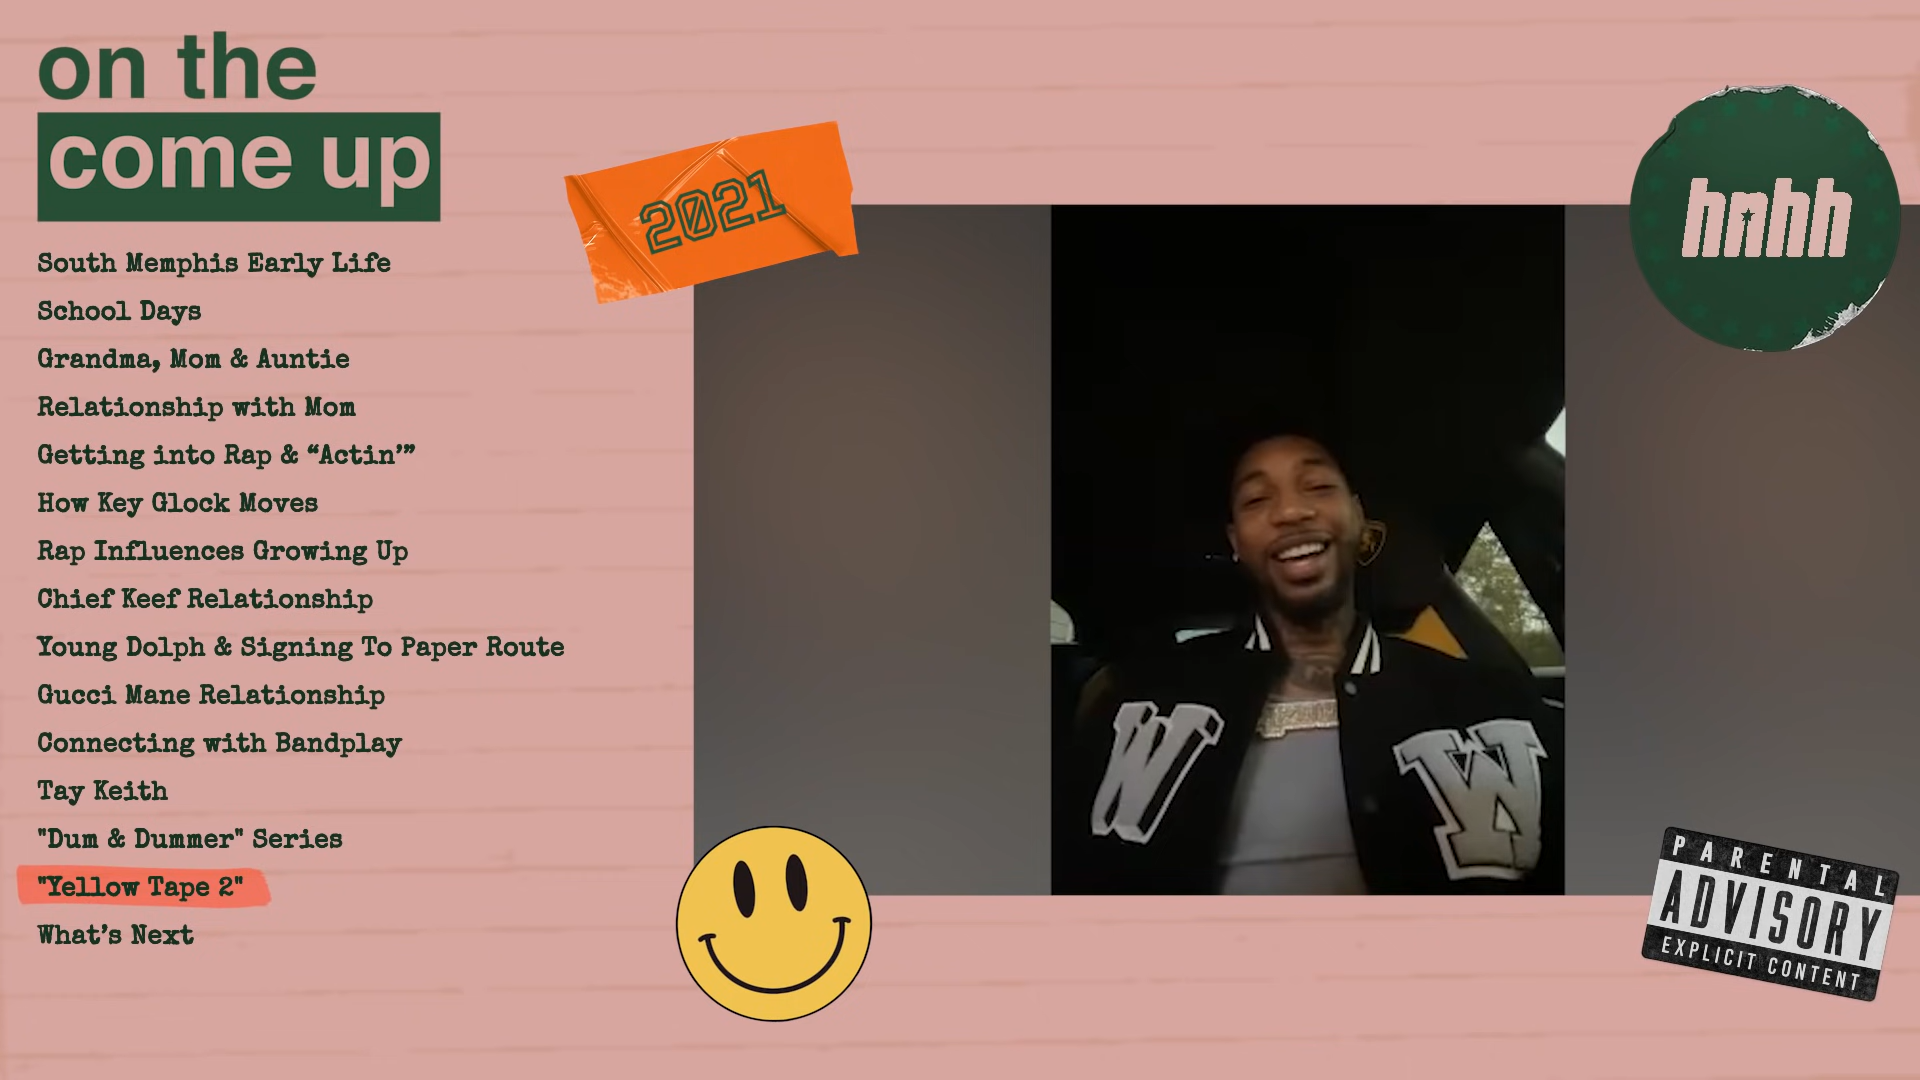 on the
come up
South Memphis Early Life
School Days
Grandma, Mom & Auntie
Relationship with Mom
Getting into Rap & “Actin’”
How Key Glock Moves
Rap Influences Growing Up
Chief Keef Relationship
Young Dolph & Signing To Paper Route
Gucci Mane Relationship
Connecting with Bandplay
Tay Keith
"Dum & Dummer" Series
"Yellow Tape 2"
What’s Next
2021
hnhh
W W
PARENTAL
ADVISORY
EXPLICIT CONTENT